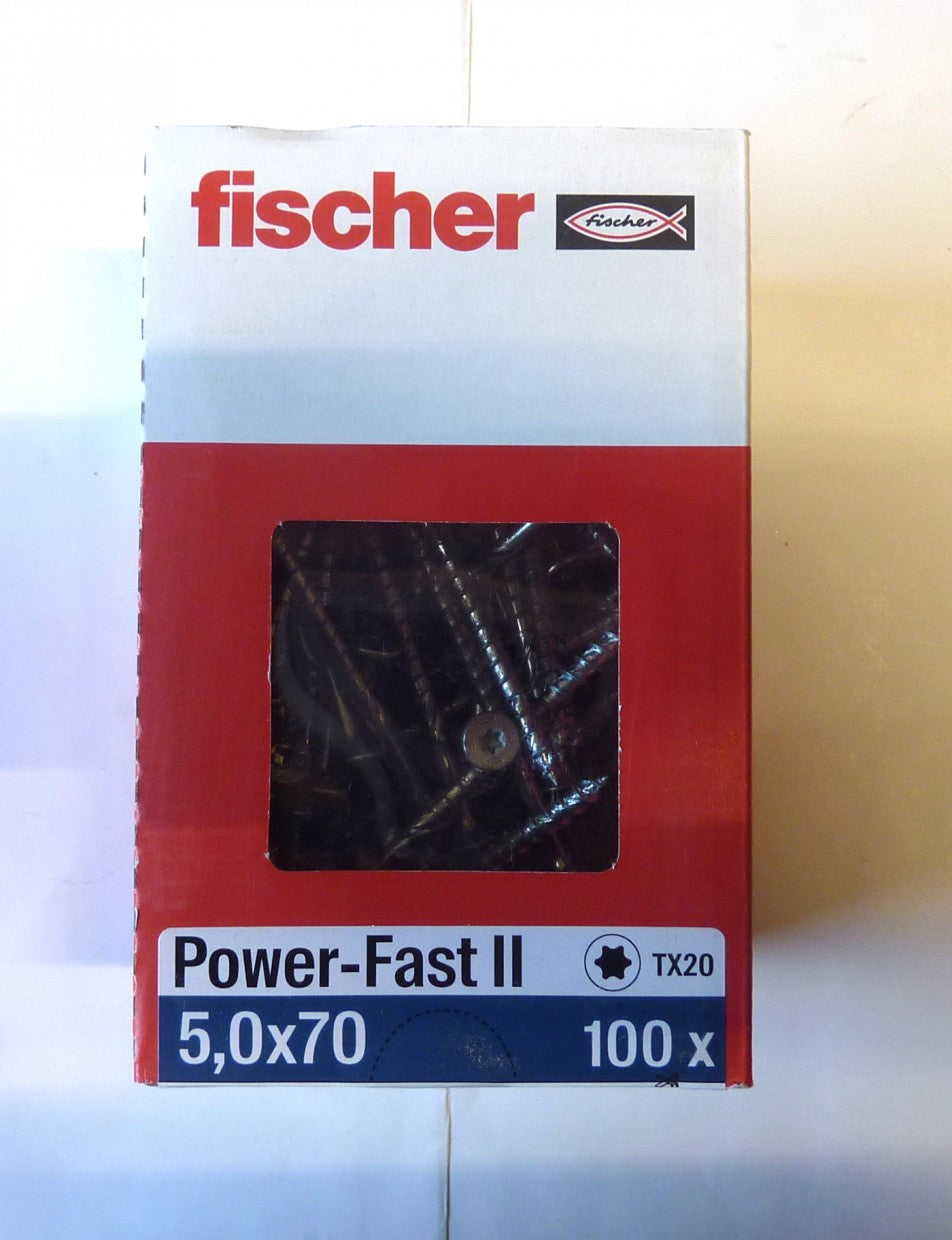 fischer fischer
Power-Fast II TX20
5,0x70 100 x